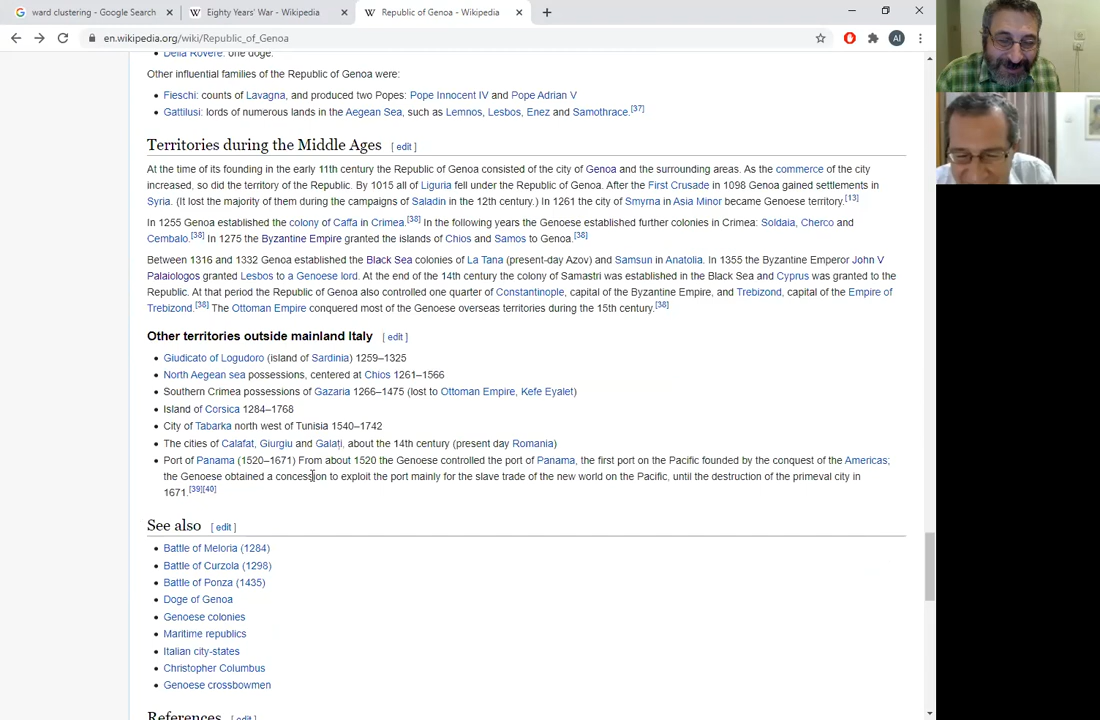 ward clustering - Google Search
Eighty Years' War - Wikipedia
Republic of Genoa - Wikipedia
en.wikipedia.org/wiki/Republic_of_Genoa
AI
Della Rovere: one doge.
Other influential families of the Republic of Genoa were:
Fieschi: counts of Lavagna, and produced two Popes: Pope Innocent IV and Pope Adrian V
Gattilusi: lords of numerous lands in the Aegean Sea, such as Lemnos, Lesbos, Enez and Samothrace.[37]
Territories during the Middle Ages [ edit ]
At the time of its founding in the early 11th century the Republic of Genoa consisted of the city of Genoa and the surrounding areas. As the commerce of the city
increased, so did the territory of the Republic. By 1015 all of Liguria fell under the Republic of Genoa. After the First Crusade in 1098 Genoa gained settlements in
Syria. (It lost the majority of them during the campaigns of Saladin in the 12th century.) In 1261 the city of Smyrna in Asia Minor became Genoese territory.[13]
In 1255 Genoa established the colony of Caffa in Crimea.[38] In the following years the Genoese established further colonies in Crimea: Soldaia, Cherco and
Cembalo.[38] In 1275 the Byzantine Empire granted the islands of Chios and Samos to Genoa.[38]
Between 1316 and 1332 Genoa established the Black Sea colonies of La Tana (present-day Azov) and Samsun in Anatolia. In 1355 the Byzantine Emperor John V
Palaiologos granted Lesbos to a Genoese lord. At the end of the 14th century the colony of Samastri was established in the Black Sea and Cyprus was granted to the
Republic. At that period the Republic of Genoa also controlled one quarter of Constantinople, capital of the Byzantine Empire, and Trebizond, capital of the Empire of
Trebizond.[38] The Ottoman Empire conquered most of the Genoese overseas territories during the 15th century.[38]
Other territories outside mainland Italy [ edit ]
Giudicato of Logudoro (island of Sardinia) 1259–1325
North Aegean sea possessions, centered at Chios 1261–1566
Southern Crimea possessions of Gazaria 1266–1475 (lost to Ottoman Empire, Kefe Eyalet)
Island of Corsica 1284–1768
City of Tabarka north west of Tunisia 1540–1742
The cities of Calafat, Giurgiu and Galați, about the 14th century (present day Romania)
Port of Panama (1520–1671) From about 1520 the Genoese controlled the port of Panama, the first port on the Pacific founded by the conquest of the Americas;
the Genoese obtained a concession to exploit the port mainly for the slave trade of the new world on the Pacific, until the destruction of the primeval city in
1671.[39][40]
See also [ edit ]
Battle of Meloria (1284)
Battle of Curzola (1298)
Battle of Ponza (1435)
Doge of Genoa
Genoese colonies
Maritime republics
Italian city-states
Christopher Columbus
Genoese crossbowmen
References [ edit ]